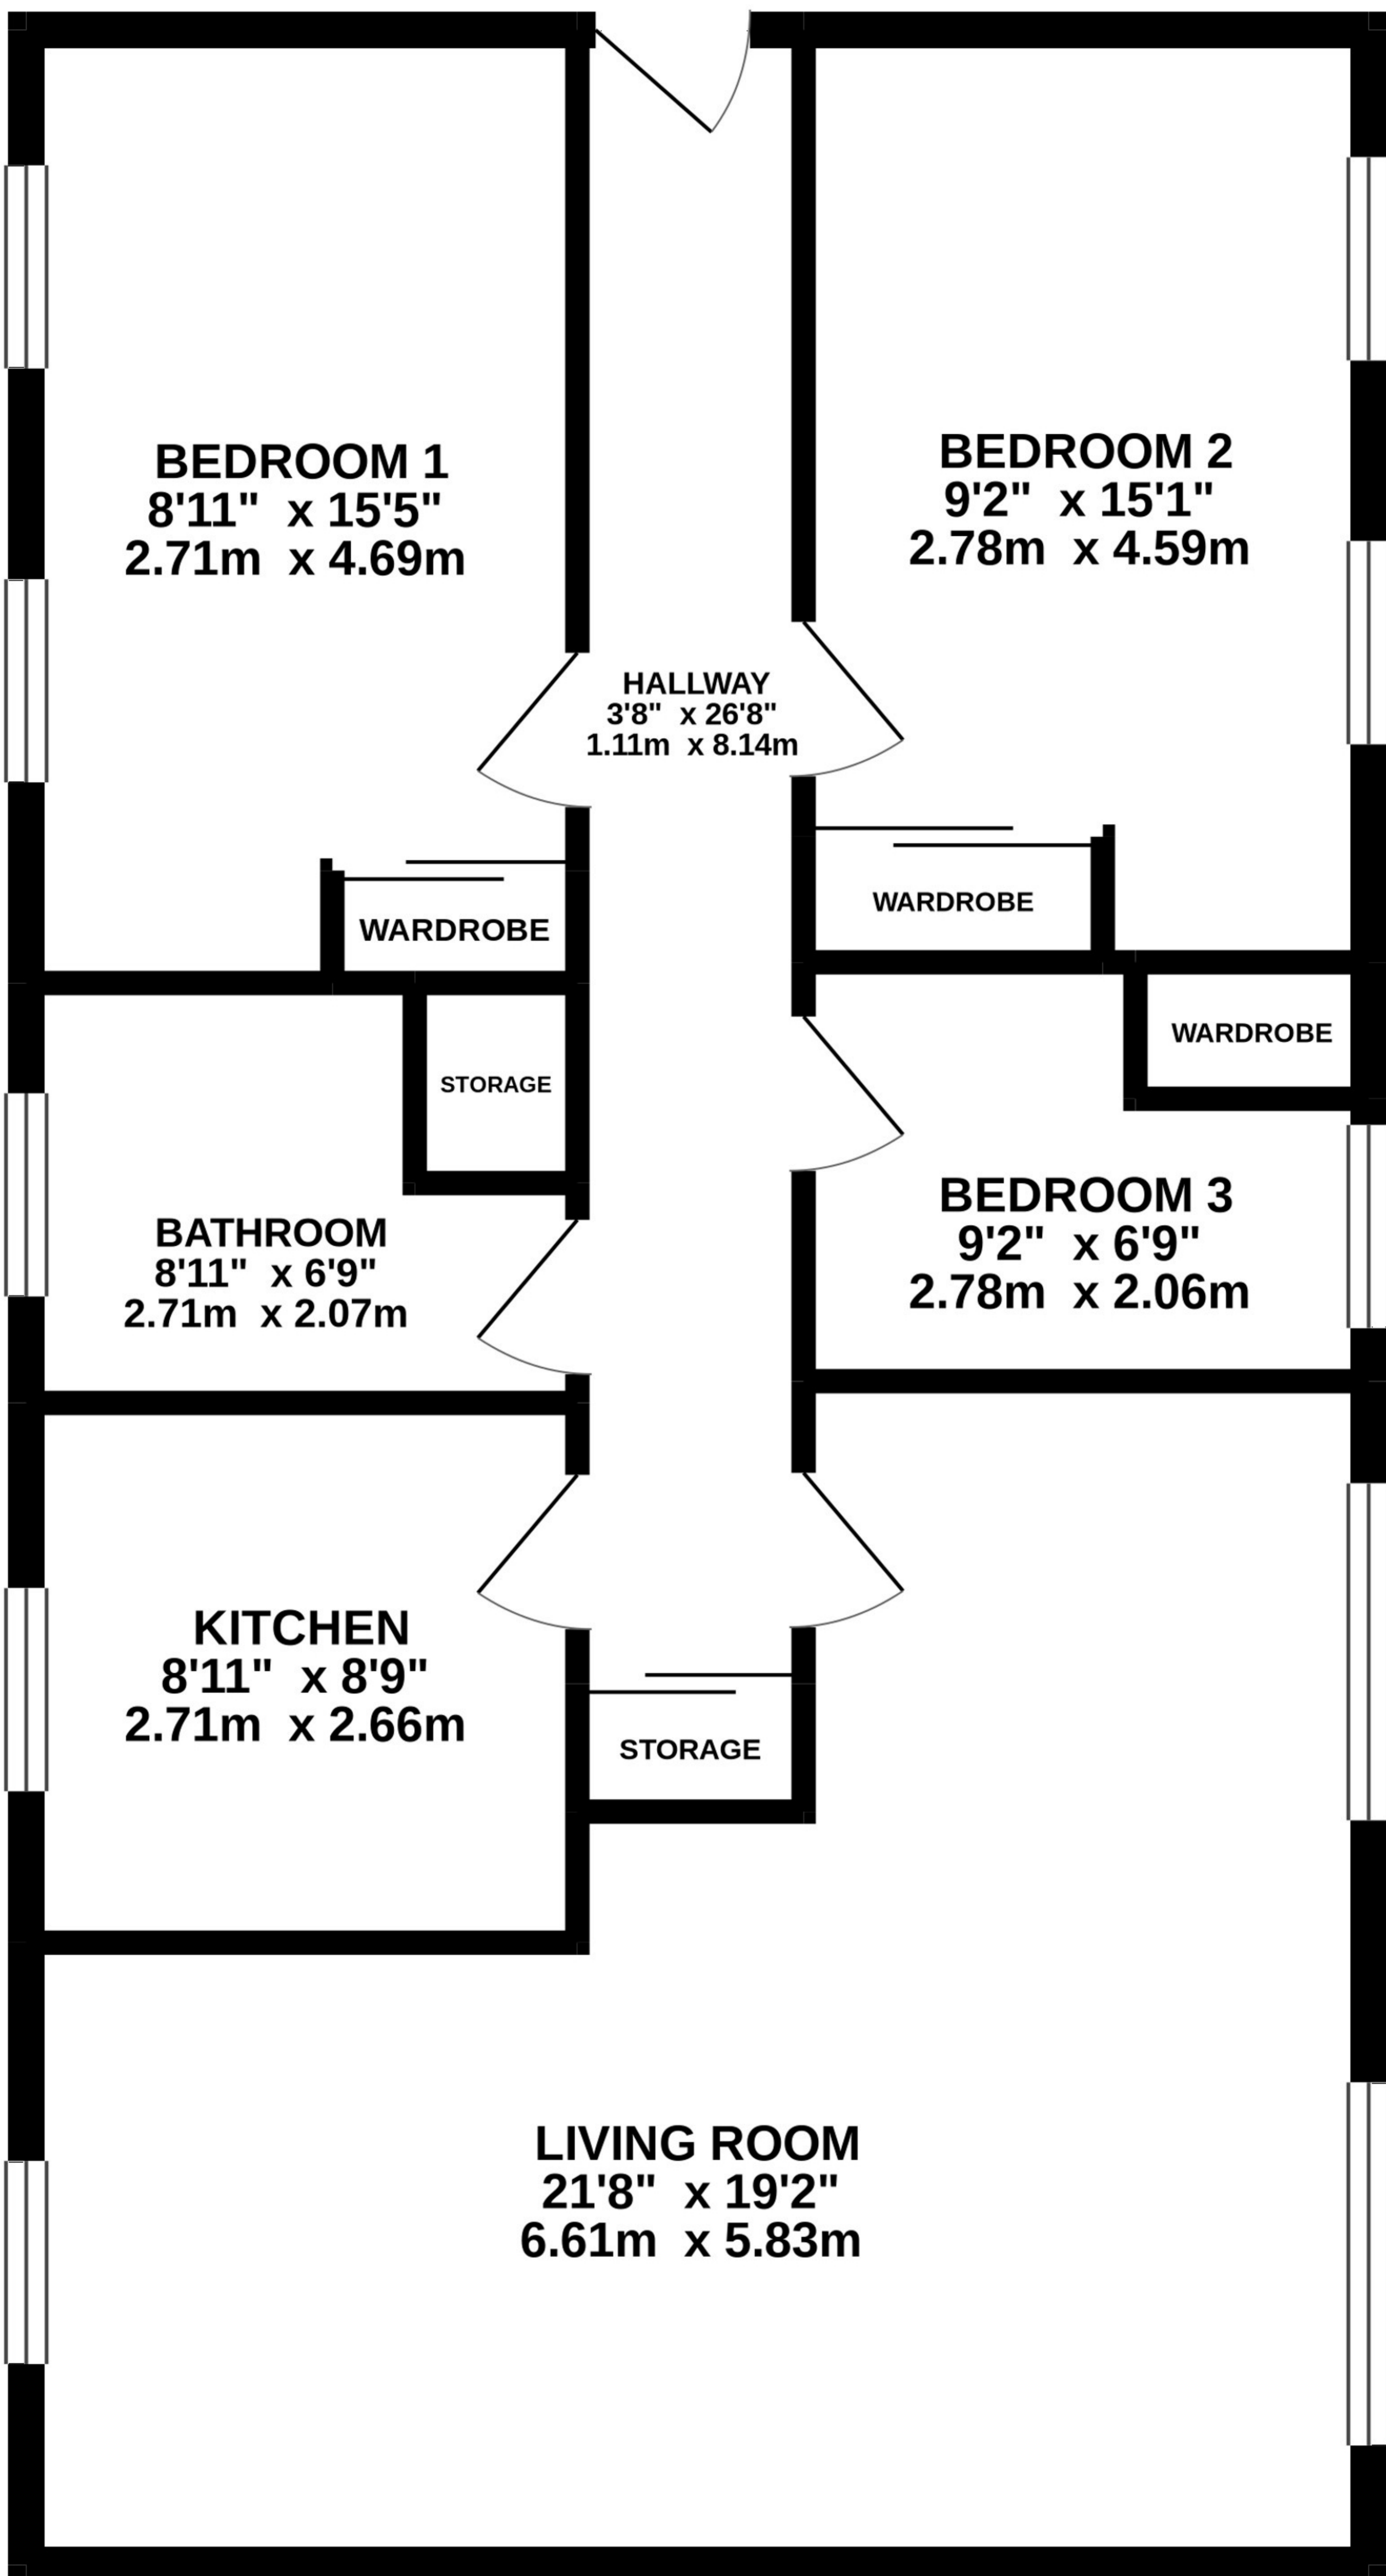 BEDROOM 1
8'11" x 15'5"
2.71m x 4.69m
BEDROOM 2
9'2" x 15'1"
2.78m x 4.59m
HALLWAY
3'8" x 26'8"
1.11m x 8.14m
WARDROBE
WARDROBE
WARDROBE
STORAGE
BATHROOM
8'11" x 6'9"
2.71m x 2.07m
BEDROOM 3
9'2" x 6'9"
2.78m x 2.06m
KITCHEN
8'11" x 8'9"
2.71m x 2.66m
STORAGE
LIVING ROOM
21'8" x 19'2"
6.61m x 5.83m